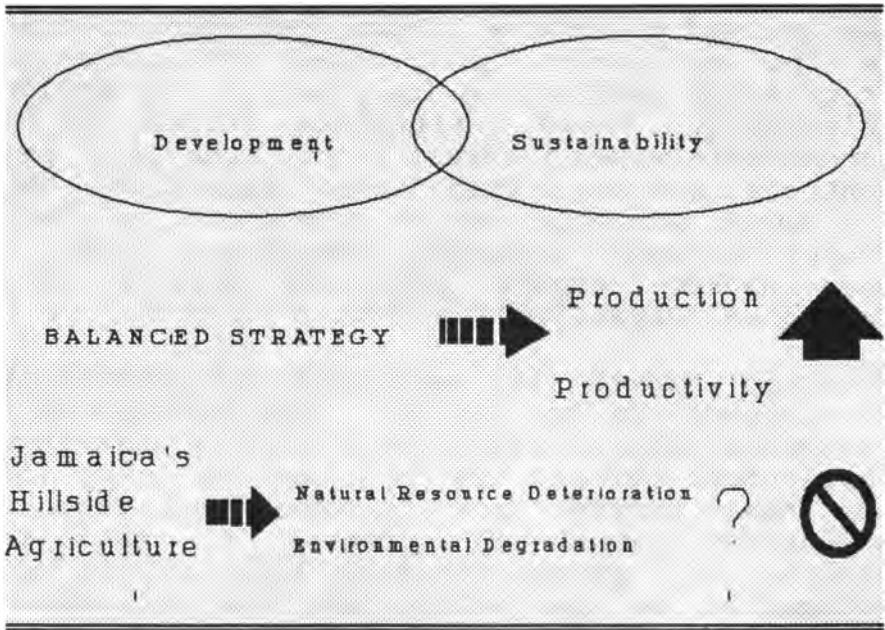 Development Sustainability
Production
BALANCED STRATEGY
Productivity
Jamaica's
Hillside
Agriculture
Natural Resource Deterioration ?
Environmental Degradation